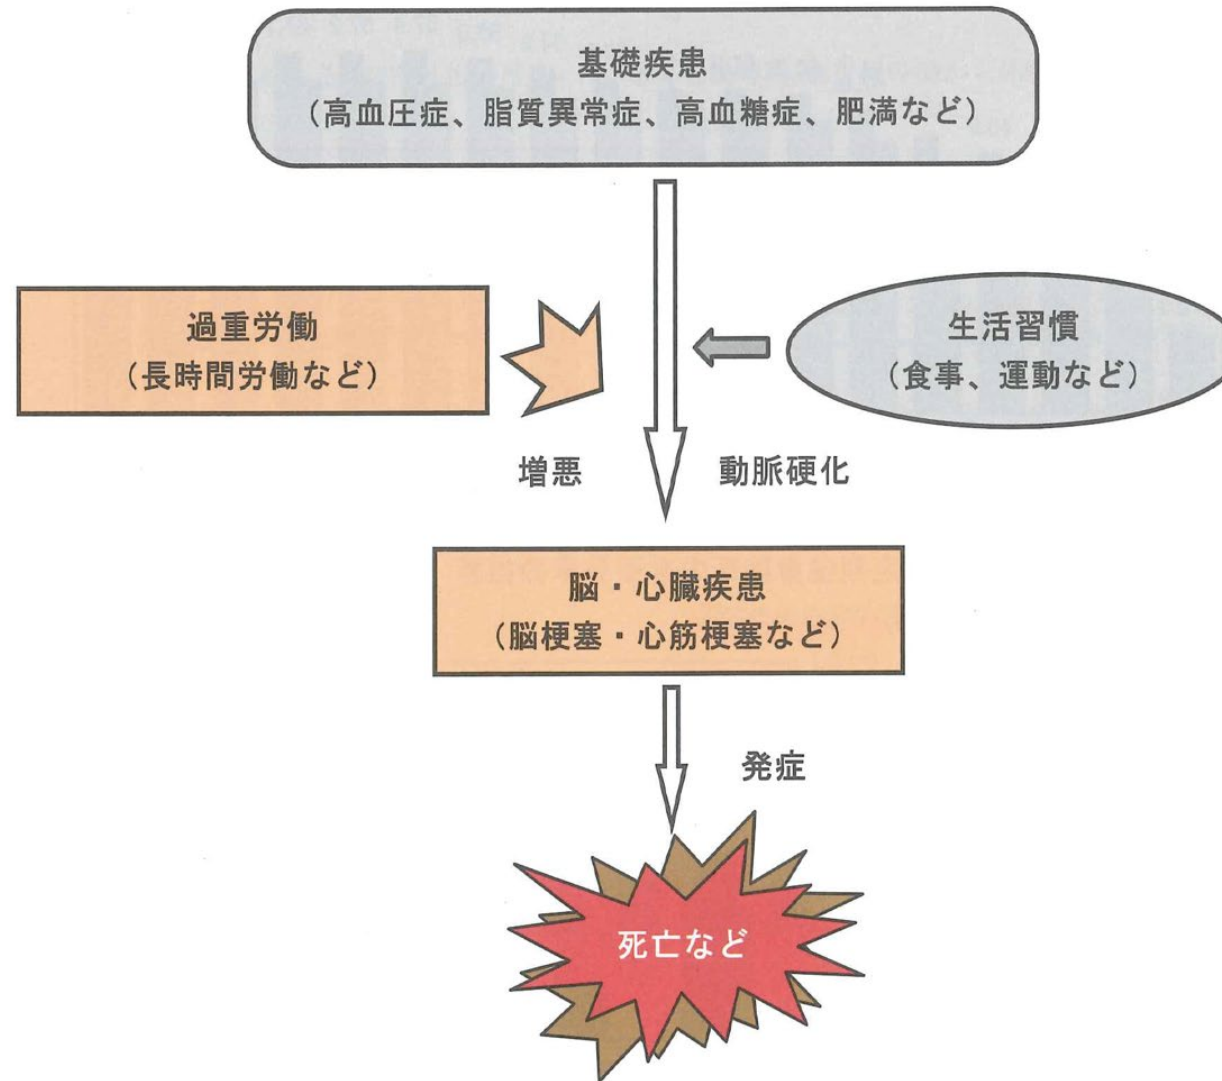 基礎疾患
（高血圧症、脂質異常症、高血糖症、肥満など）
過重労働
（長時間労働など）
生活習慣
（食事、運動など）
増悪
動脈硬化
脳・心臓疾患
（脳梗塞・心筋梗塞など）
発症
死亡など